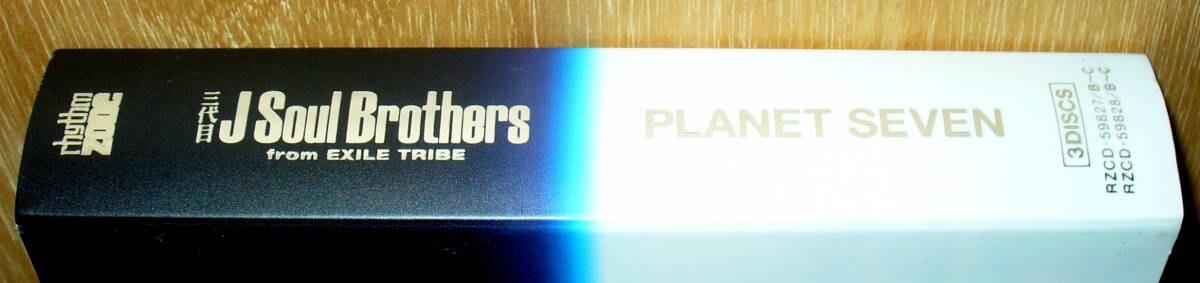 rhythm
ZONE
三代目
J Soul Brothers
from EXILE TRIBE
PLANET SEVEN
3DISCS
RZCD-59827/B~C
RZCD-59828/B~C